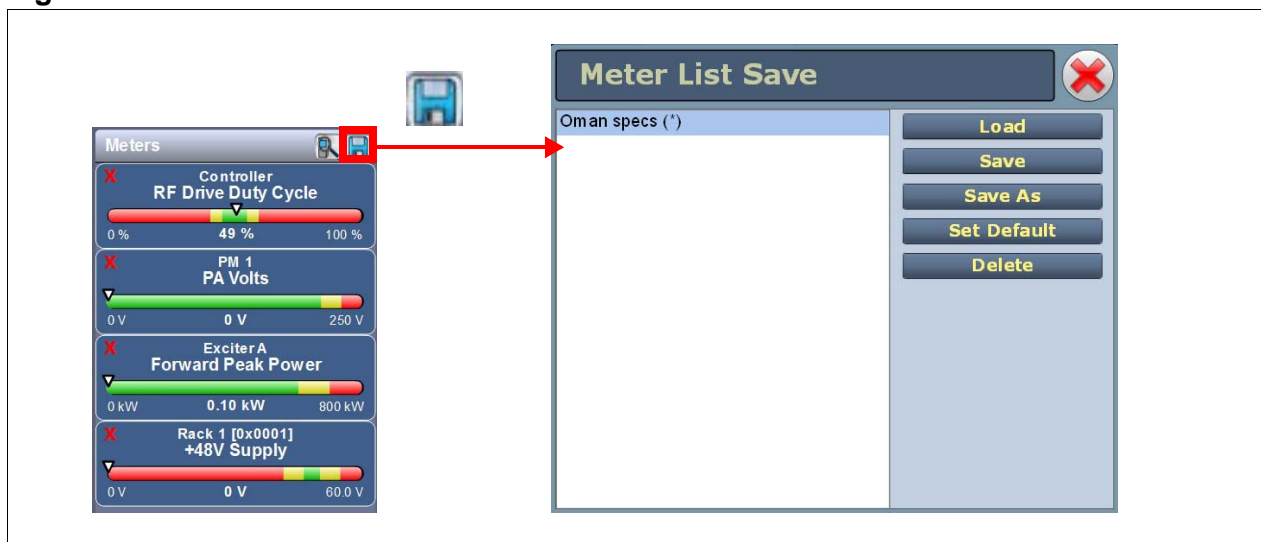 Meter List Save
Oman specs (*)
Load
Save
Save As
Set Default
Delete
Meters
X Controller
RF Drive Duty Cycle
0 % 49 % 100 %
X PM 1
PA Volts
0 V 0 V 250 V
X Exciter A
Forward Peak Power
0 kW 0.10 kW 800 kW
X Rack 1 [0x0001]
+48V Supply
0 V 0 V 60.0 V